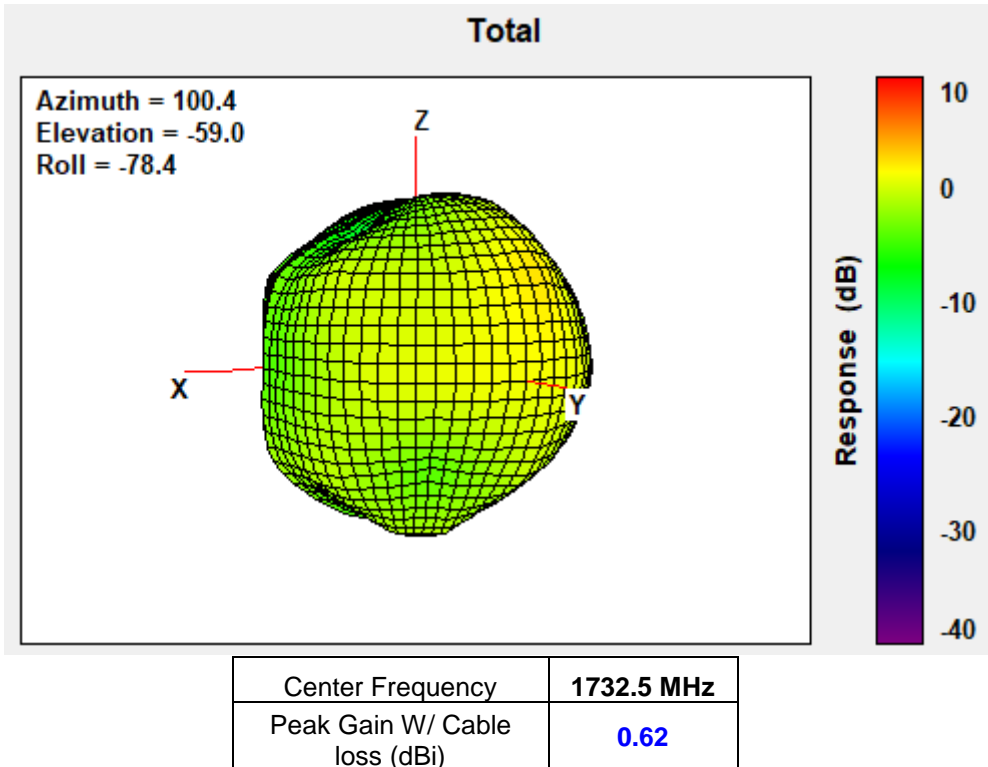 Total
Azimuth = 100.4
Elevation = -59.0
Roll = -78.4
Z
X
Y
10
0
-10
-20
-30
-40
Response (dB)
Center Frequency 1732.5 MHz
Peak Gain W/ Cable
loss (dBi) 0.62